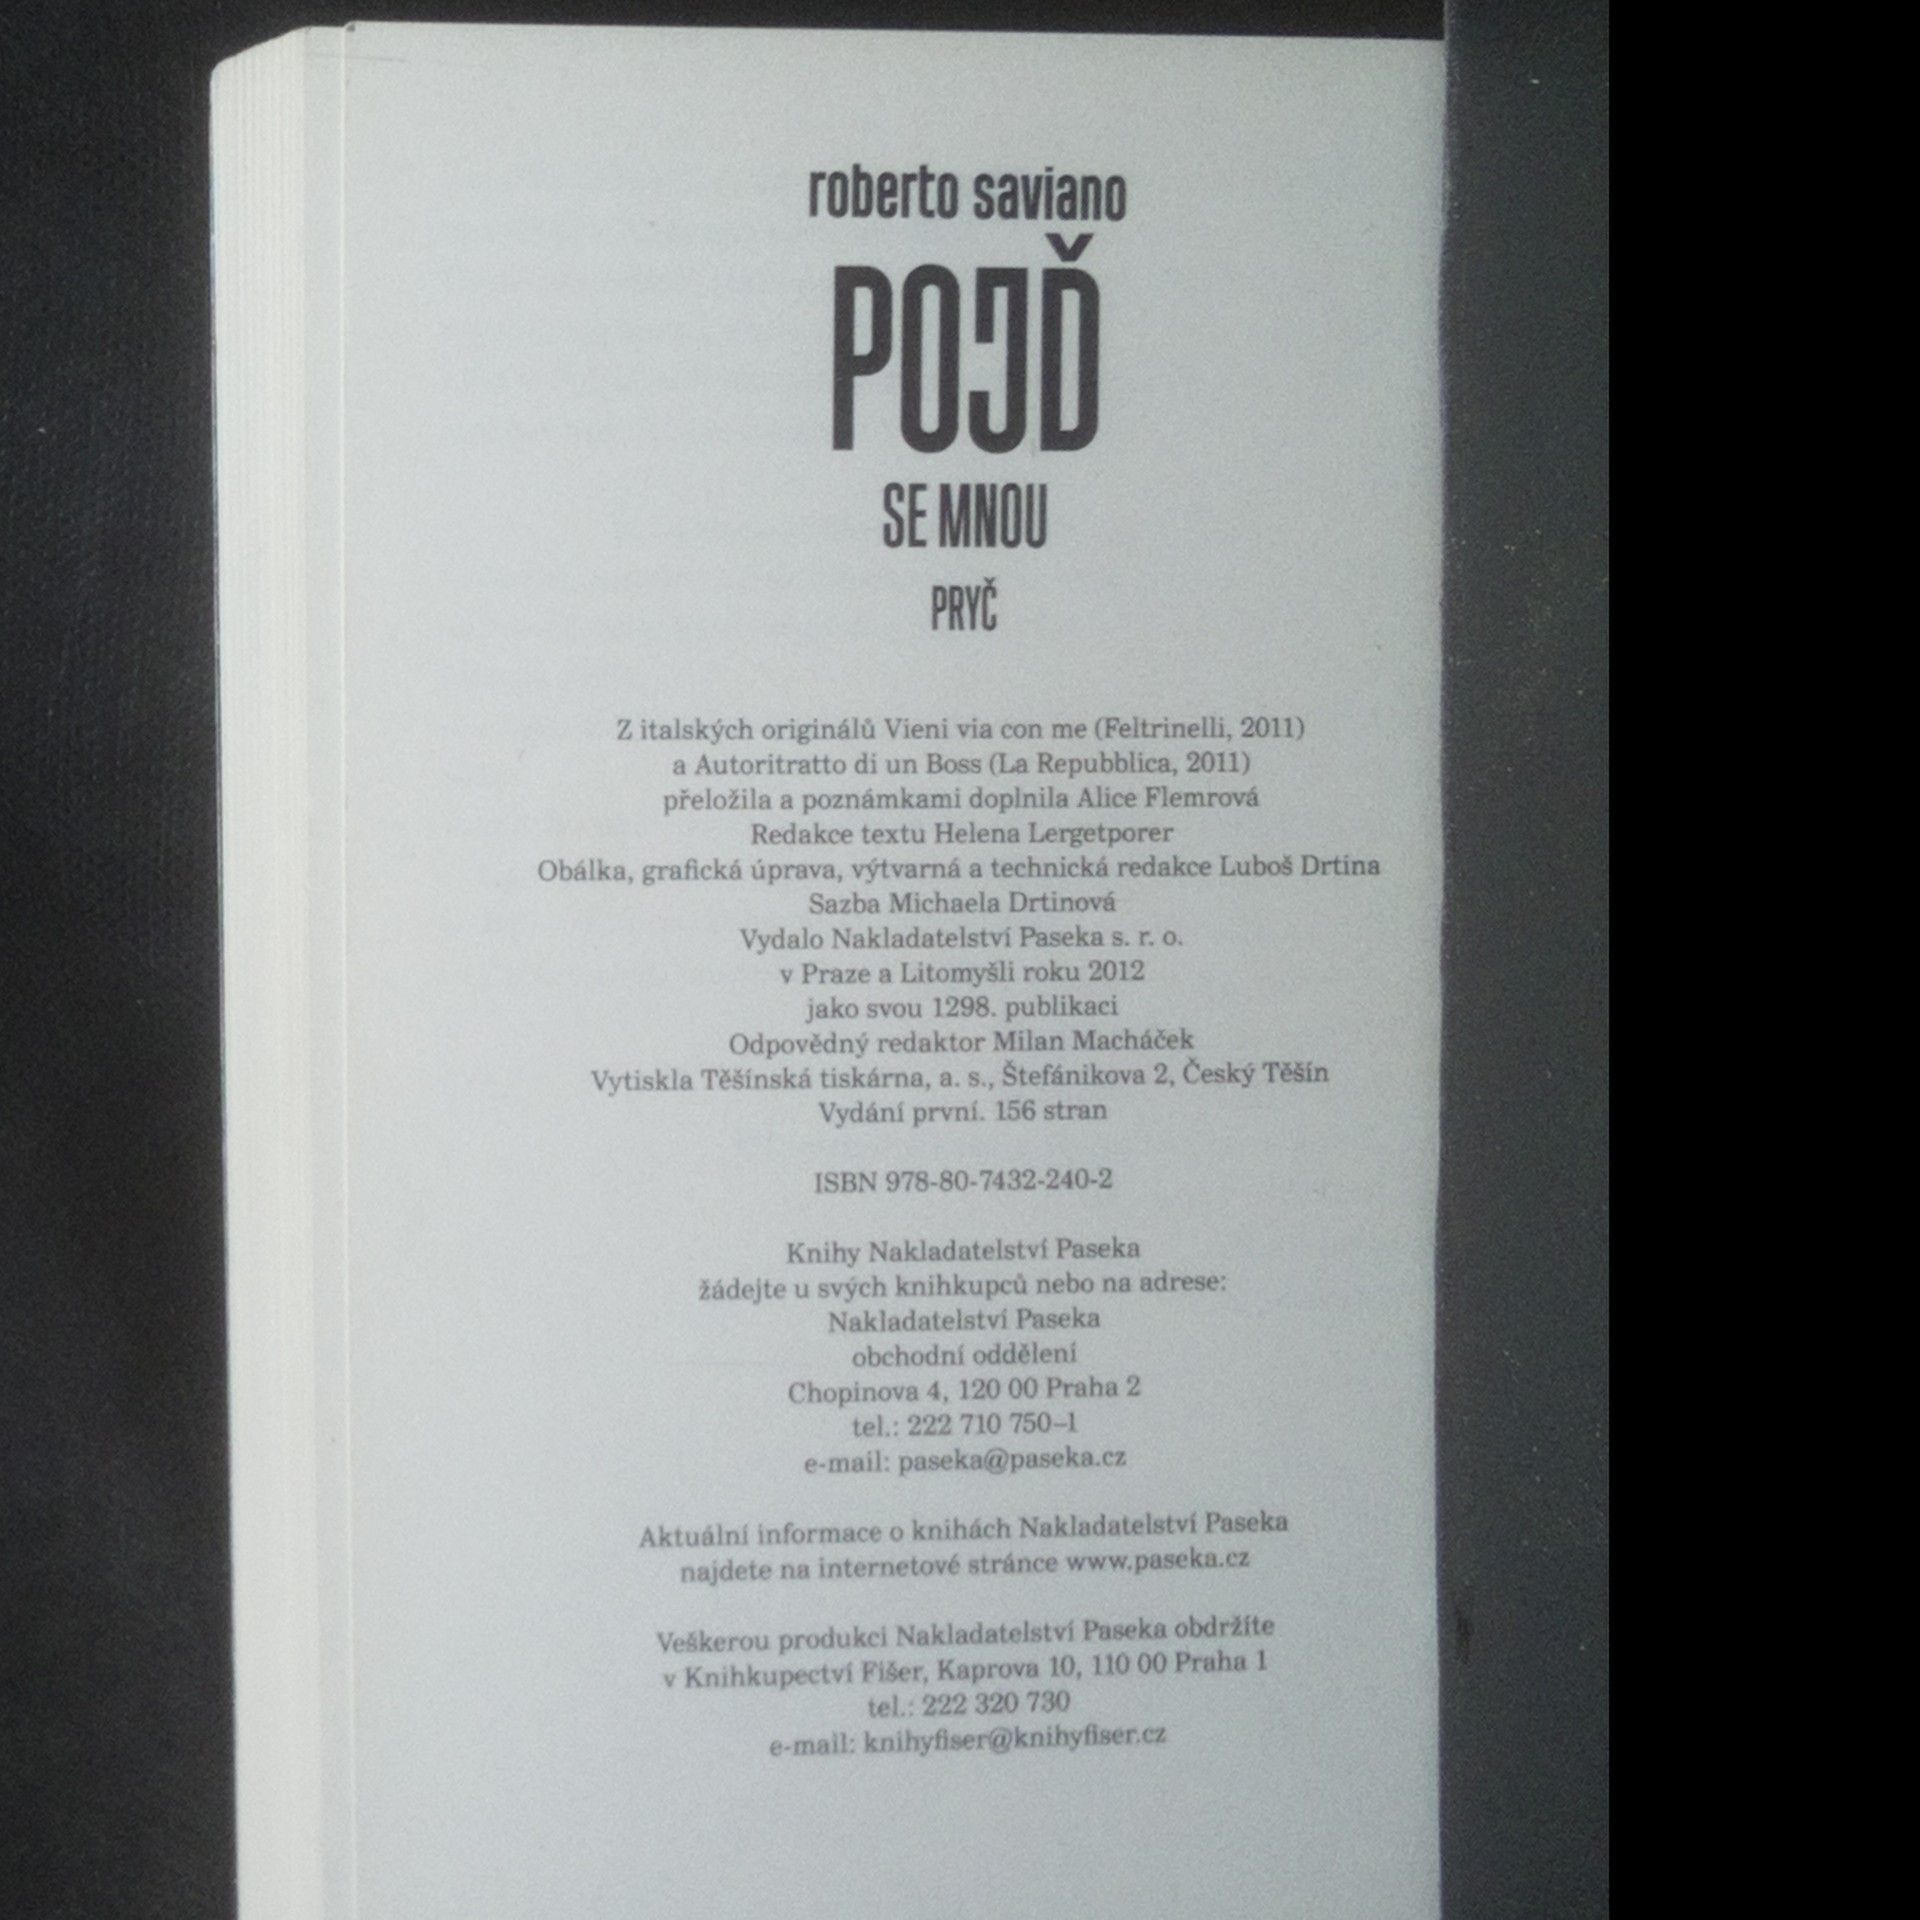 roberto saviano
POJĎ
SE MNOU
PRYČ
Z italských originálů Vieni via con me (Feltrinelli, 2011)
a Autoritratto di un Boss (La Repubblica, 2011)
přeložila a poznámkami doplnila Alice Flemrová
Redakce textu Helena Lergetporer
Obálka, grafická úprava, výtvarná a technická redakce Luboš Drtina
Sazba Michaela Drtinová
Vydalo Nakladatelství Paseka s. r. o.
v Praze a Litomyšli roku 2012
jako svou 1298. publikaci
Odpovědný redaktor Milan Macháček
Vytiskla Těšínská tiskárna, a. s., Štefánikova 2, Český Těšín
Vydání první. 156 stran
ISBN 978-80-7432-240-2
Knihy Nakladatelství Paseka
žádejte u svých knihkupců nebo na adrese:
Nakladatelství Paseka
obchodní oddělení
Chopinova 4, 120 00 Praha 2
tel.: 222 710 750–1
e-mail: paseka@paseka.cz
Aktuální informace o knihách Nakladatelství Paseka
najdete na internetové stránce www.paseka.cz
Veškerou produkci Nakladatelství Paseka obdržíte
v Knihkupectví Fišer, Kaprova 10, 110 00 Praha 1
tel.: 222 320 730
e-mail: knihyfiser@knihyfiser.cz